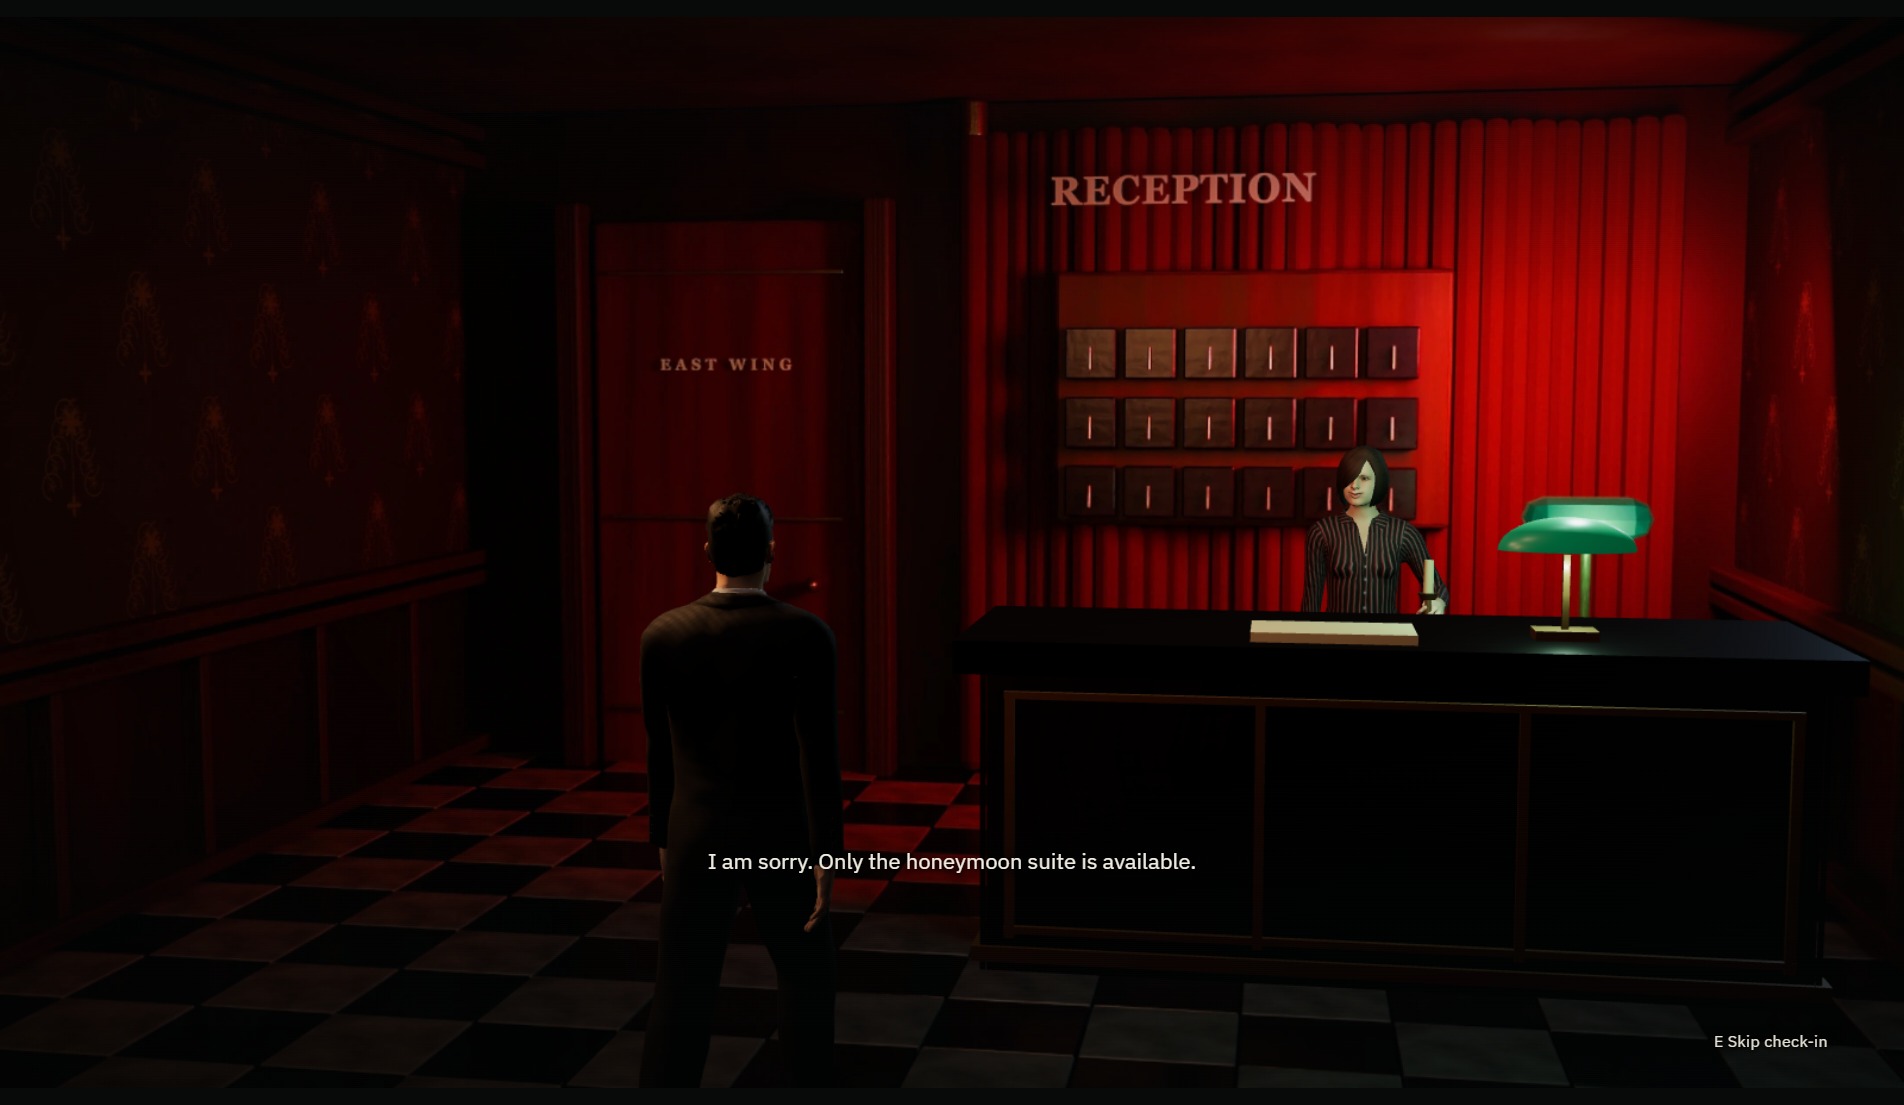 RECEPTION
EAST WING
I am sorry. Only the honeymoon suite is available.
E Skip check-in